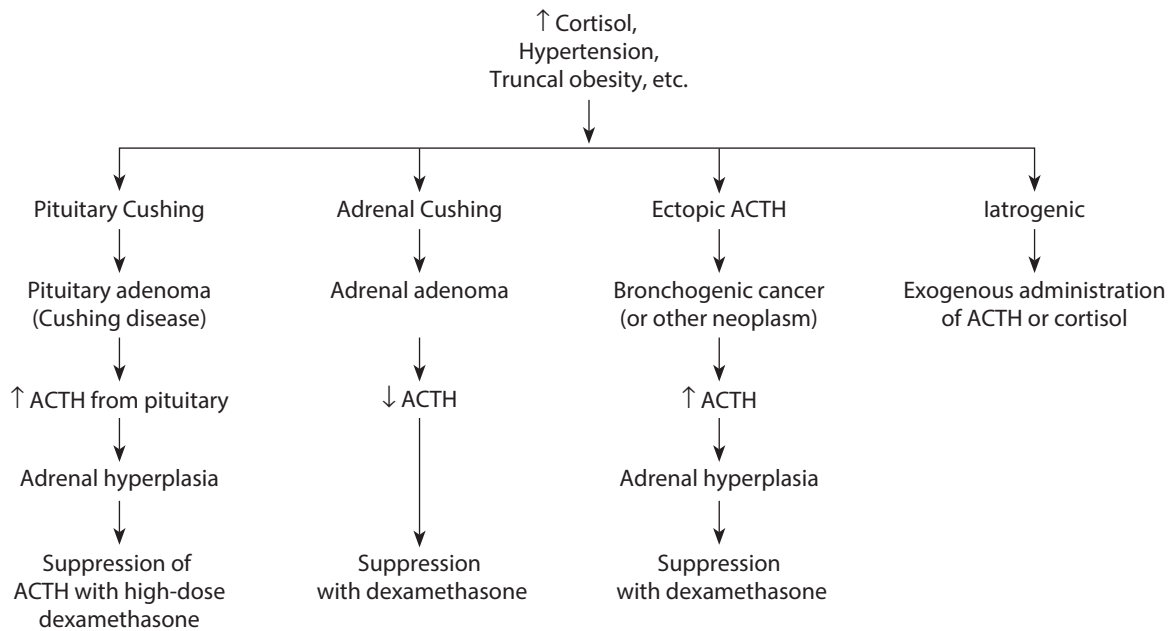 ↑ Cortisol,
Hypertension,
Truncal obesity, etc.
Pituitary Cushing
Adrenal Cushing
Ectopic ACTH
Iatrogenic
Pituitary adenoma
(Cushing disease)
Adrenal adenoma
Bronchogenic cancer
(or other neoplasm)
Exogenous administration
of ACTH or cortisol
↑ ACTH from pituitary
↓ ACTH
↑ ACTH
Adrenal hyperplasia
Adrenal hyperplasia
Suppression of
ACTH with high-dose
dexamethasone
Suppression
with dexamethasone
Suppression
with dexamethasone